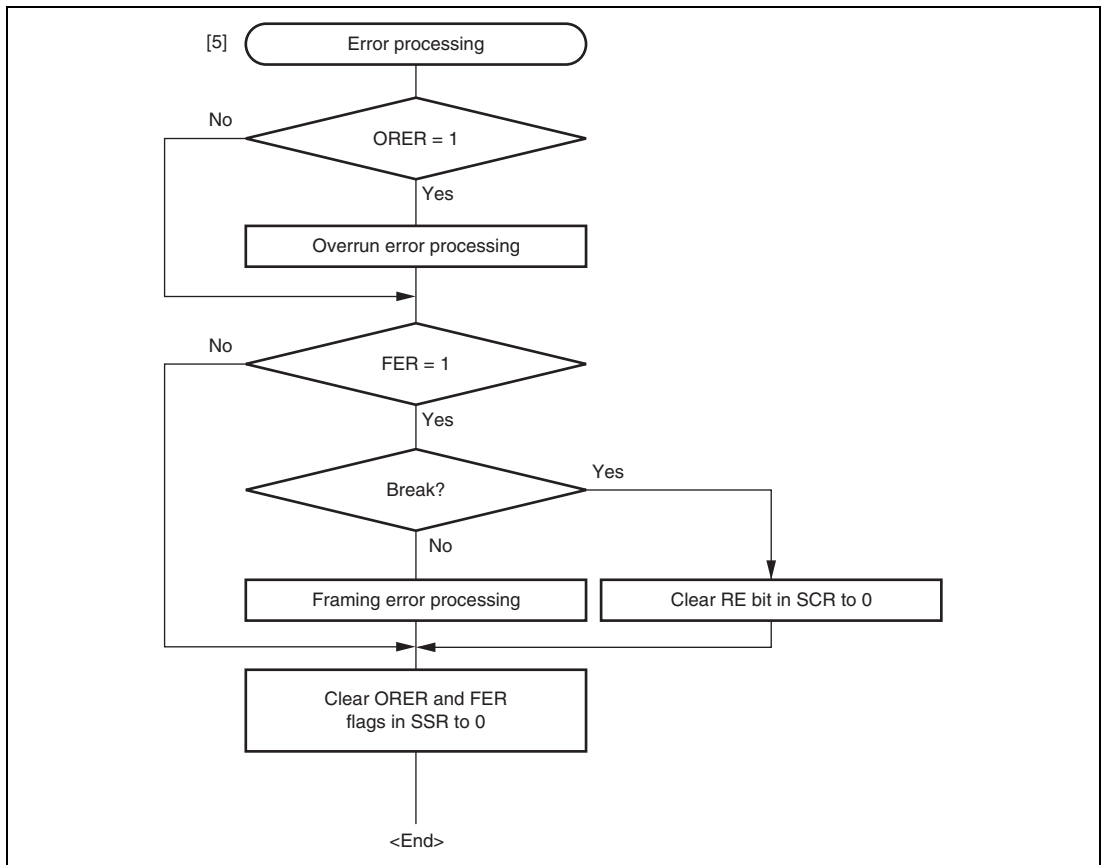 [5] Error processing
No
ORER = 1
Yes
Overrun error processing
No
FER = 1
Yes
Yes
Break?
No
Framing error processing
Clear RE bit in SCR to 0
Clear ORER and FER
flags in SSR to 0
<End>